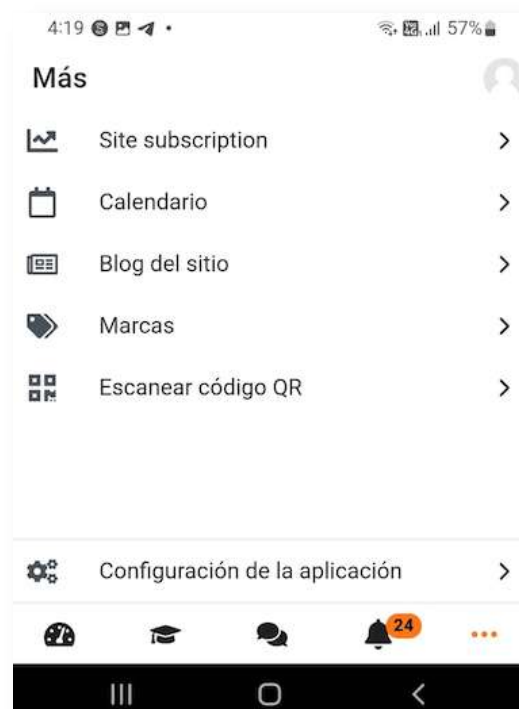 4:19 57%
Más
Site subscription
Calendario
Blog del sitio
Marcas
Escanear código QR
Configuración de la aplicación
24